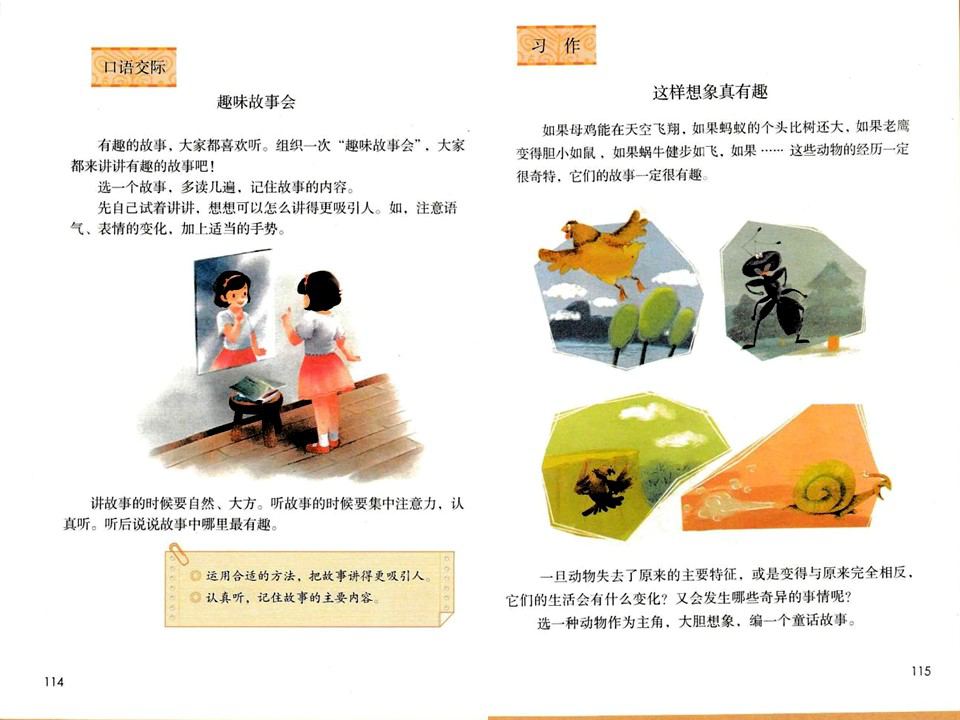 口语交际
趣味故事会
有趣的故事，大家都喜欢听。组织一次“趣味故事会”，大家
都来讲讲有趣的故事吧！
选一个故事，多读几遍，记住故事的内容。
先自己试着讲讲，想想可以怎么讲得更吸引人。如，注意语
气、表情的变化，加上适当的手势。
讲故事的时候要自然、大方。听故事的时候要集中注意力，认
真听。听后说说故事中哪里最有趣。
运用合适的方法，把故事讲得更吸引人。
认真听，记住故事的主要内容。
114
习 作
这样想象真有趣
如果母鸡能在天空飞翔，如果蚂蚁的个头比树还大，如果老鹰
变得胆小如鼠，如果蜗牛健步如飞，如果……这些动物的经历一定
很奇特，它们的故事一定很有趣。
一旦动物失去了原来的主要特征，或是变得与原来完全相反，
它们的生活会有什么变化？又会发生哪些奇异的事情呢？
选一种动物作为主角，大胆想象，编一个童话故事。
115